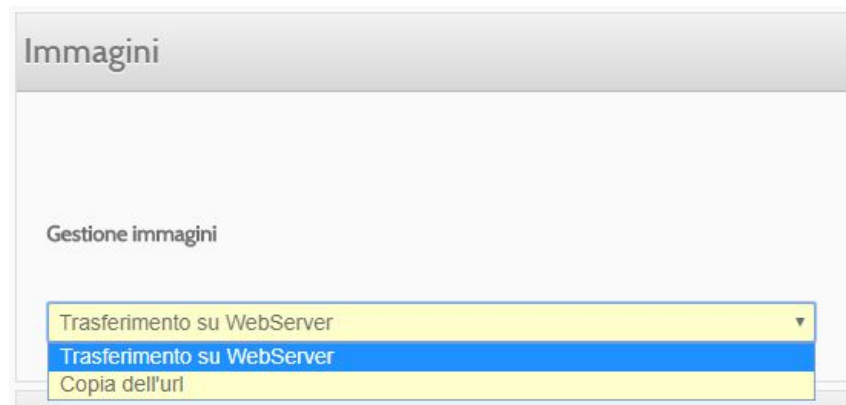 Immagini
Gestione immagini
Trasferimento su WebServer
Trasferimento su WebServer
Copia dell'url